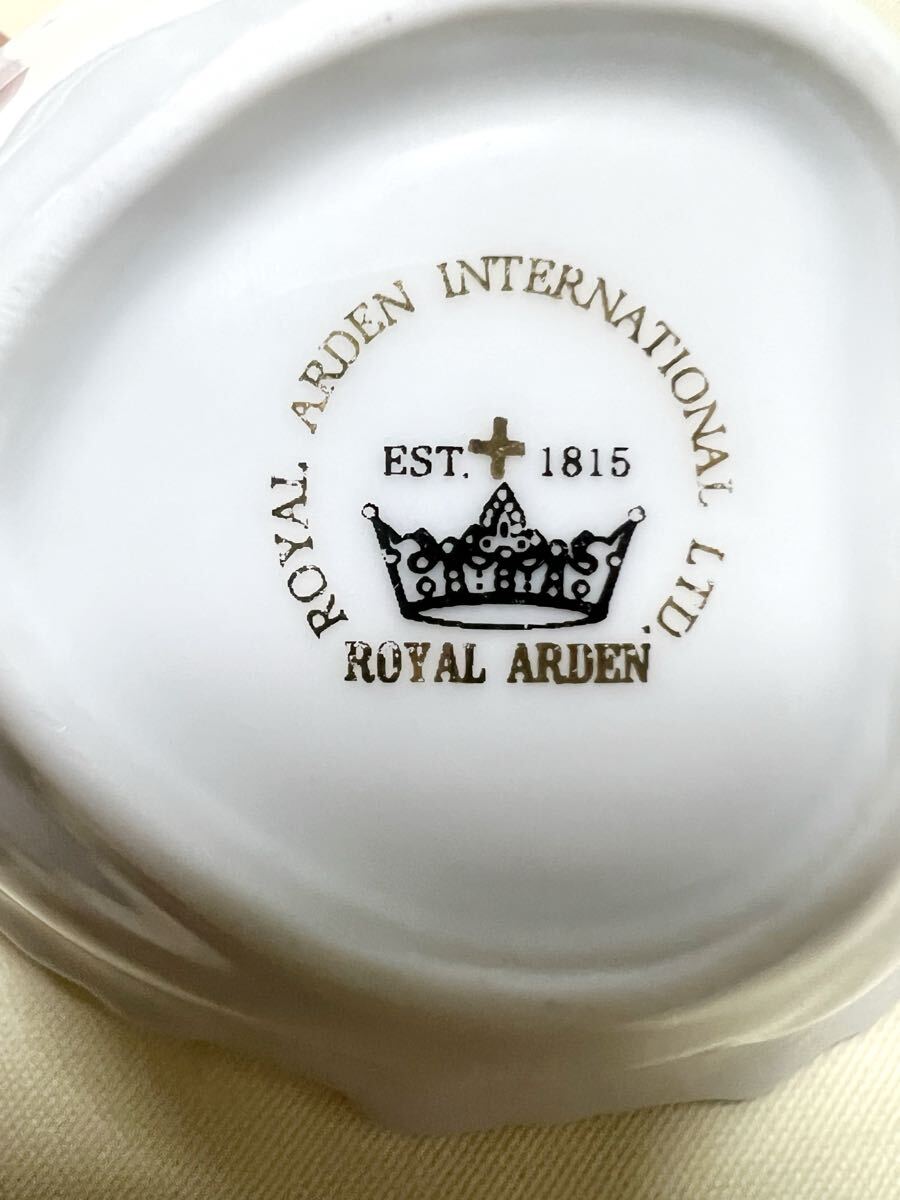 ROYAL ARDEN INTERNATIONAL LTD.
EST. 1815
ROYAL ARDEN